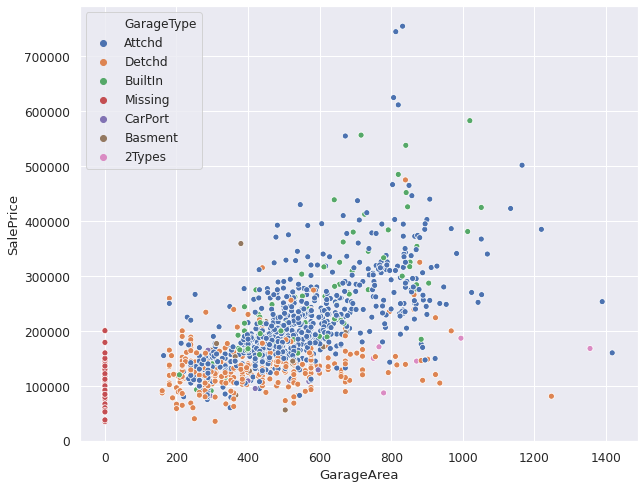 GarageType
Attchd
Detchd
BuiltIn
Missing
CarPort
Basment
2Types
700000
600000
500000
400000
300000
200000
100000
0
SalePrice
0 200 400 600 800 1000 1200 1400
GarageArea